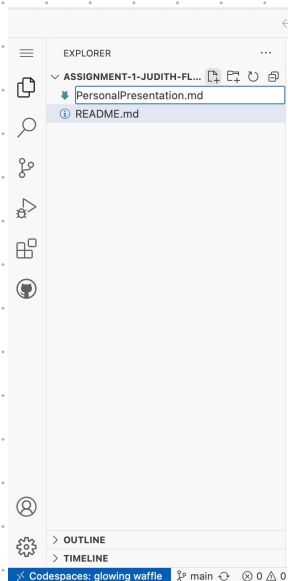 EXPLORER
ASSIGNMENT-1-JUDITH-FL...
PersonalPresentation.md
README.md
OUTLINE
TIMELINE
Codespaces: glowing waffle main 0 0